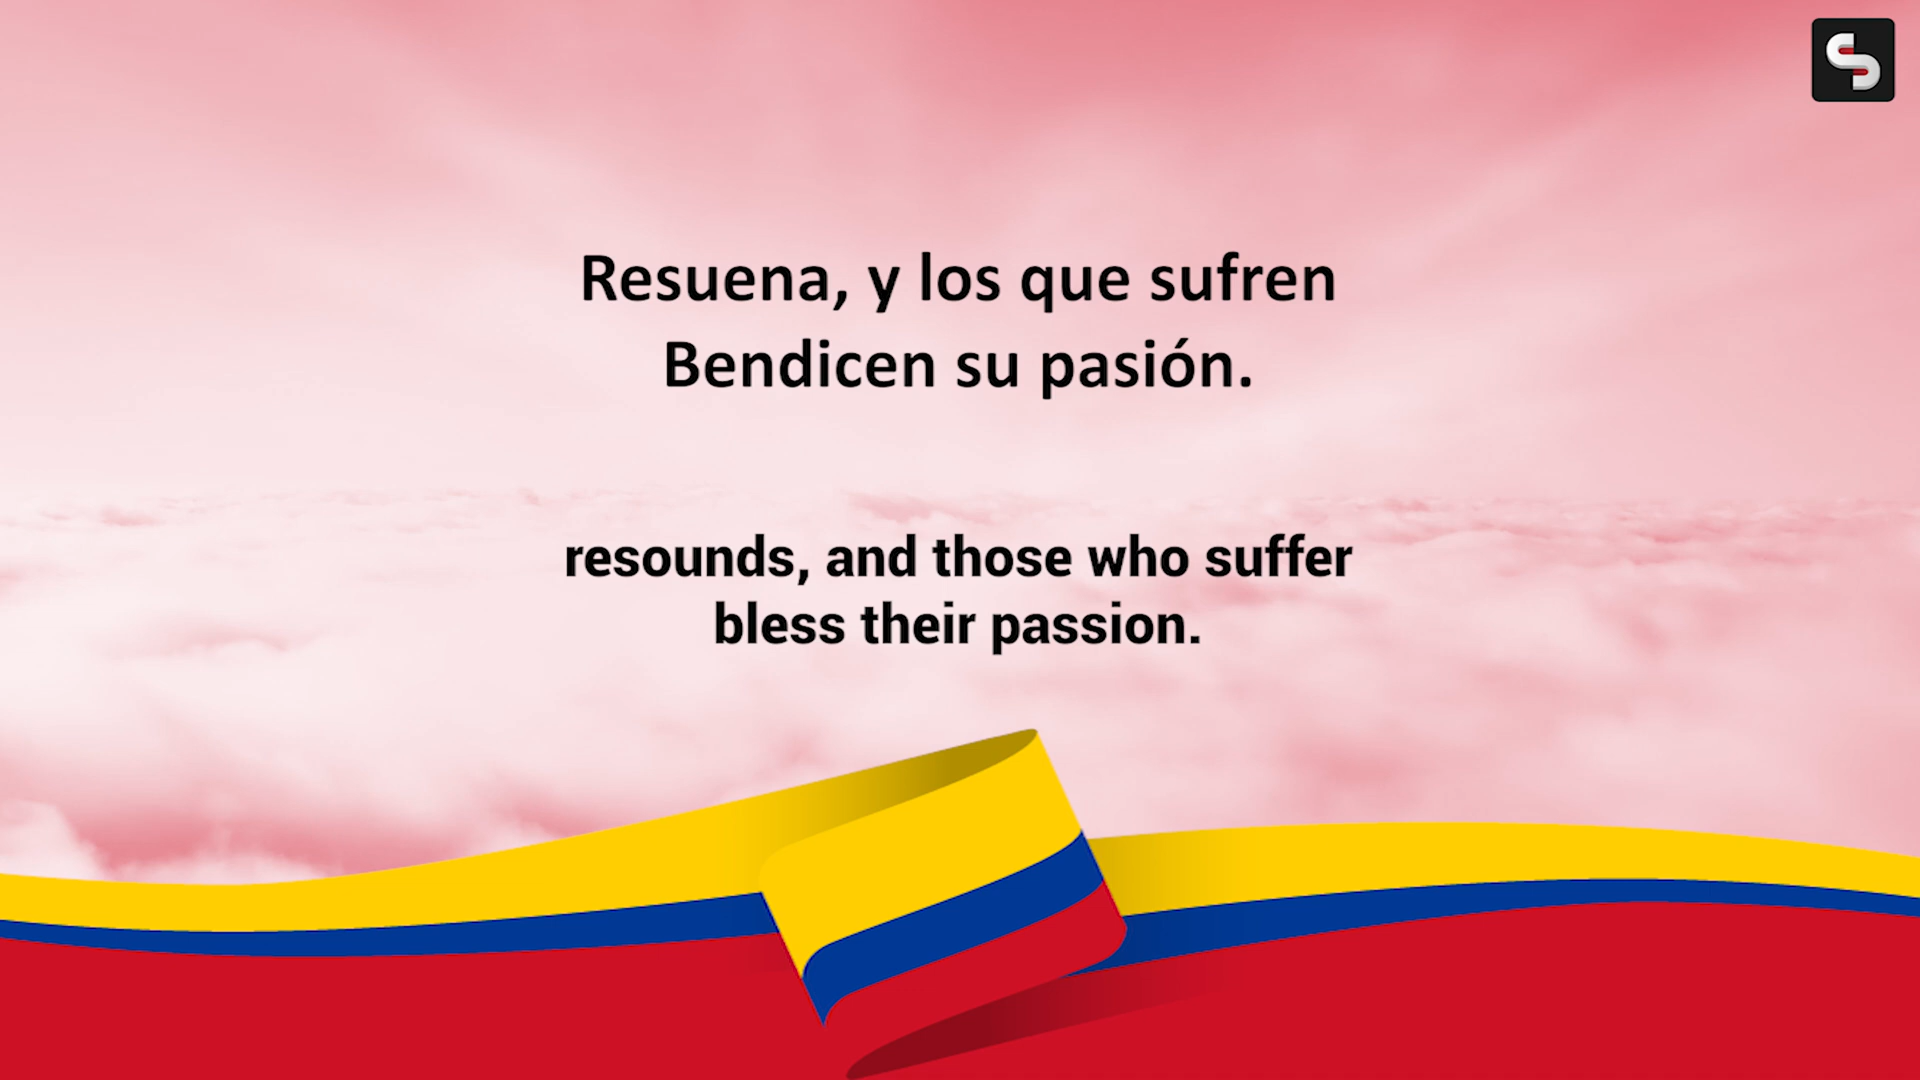 Resuena, y los que sufren
Bendicen su pasión.
resounds, and those who suffer
bless their passion.